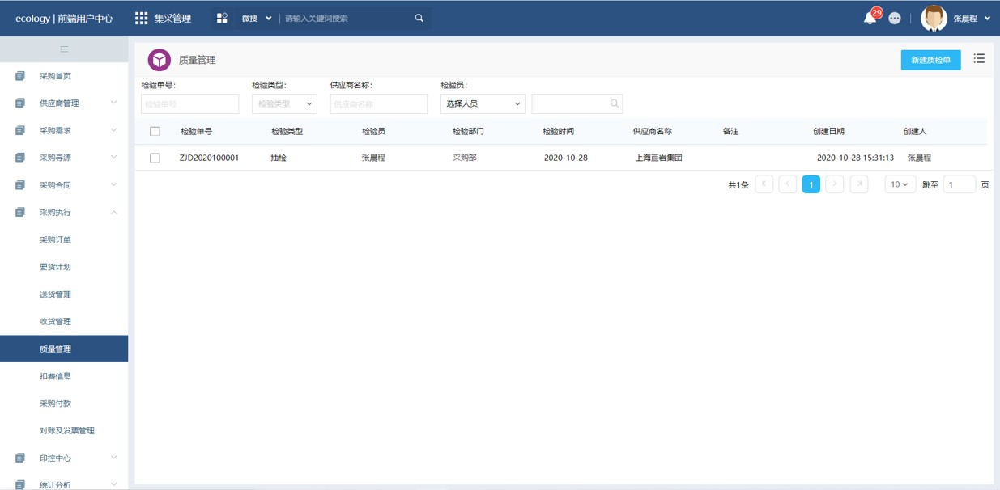 ecology | 前端用户中心 集采管理 微搜 请输入关键词搜索 29 张晨程
采购首页
供应商管理
采购需求
采购寻源
采购合同
采购执行
采购订单
要货计划
送货管理
收货管理
质量管理
扣费信息
采购付款
对账及发票管理
印控中心
统计分析
质量管理 新建质检单
检验单号: 检验类型: 供应商名称: 检验员:
检验单号 检验类型 供应商名称 选择人员
检验单号 检验类型 检验员 检验部门 检验时间 供应商名称 备注 创建日期 创建人
ZJD2020100001 抽检 张晨程 采购部 2020-10-28 上海亘岩集团 2020-10-28 15:31:13 张晨程
共1条 1 10 跳至 1 页